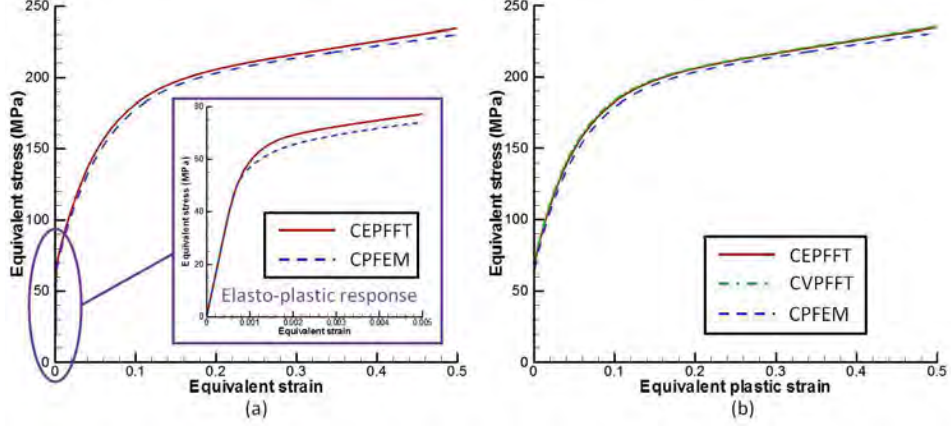 250
200
150
100
50
0
Equivalent stress (MPa)
0
0.1
0.2
0.3
0.4
0.5
Equivalent strain
(a)
80
60
40
20
0
Equivalent stress (MPa)
CEPFFT
CPFEM
Elasto-plastic response
0
0.001
0.002
0.003
0.004
0.005
Equivalent strain
250
200
150
100
50
0
Equivalent stress (MPa)
CEPFFT
CVPFFT
CPFEM
0
0.1
0.2
0.3
0.4
0.5
Equivalent plastic strain
(b)